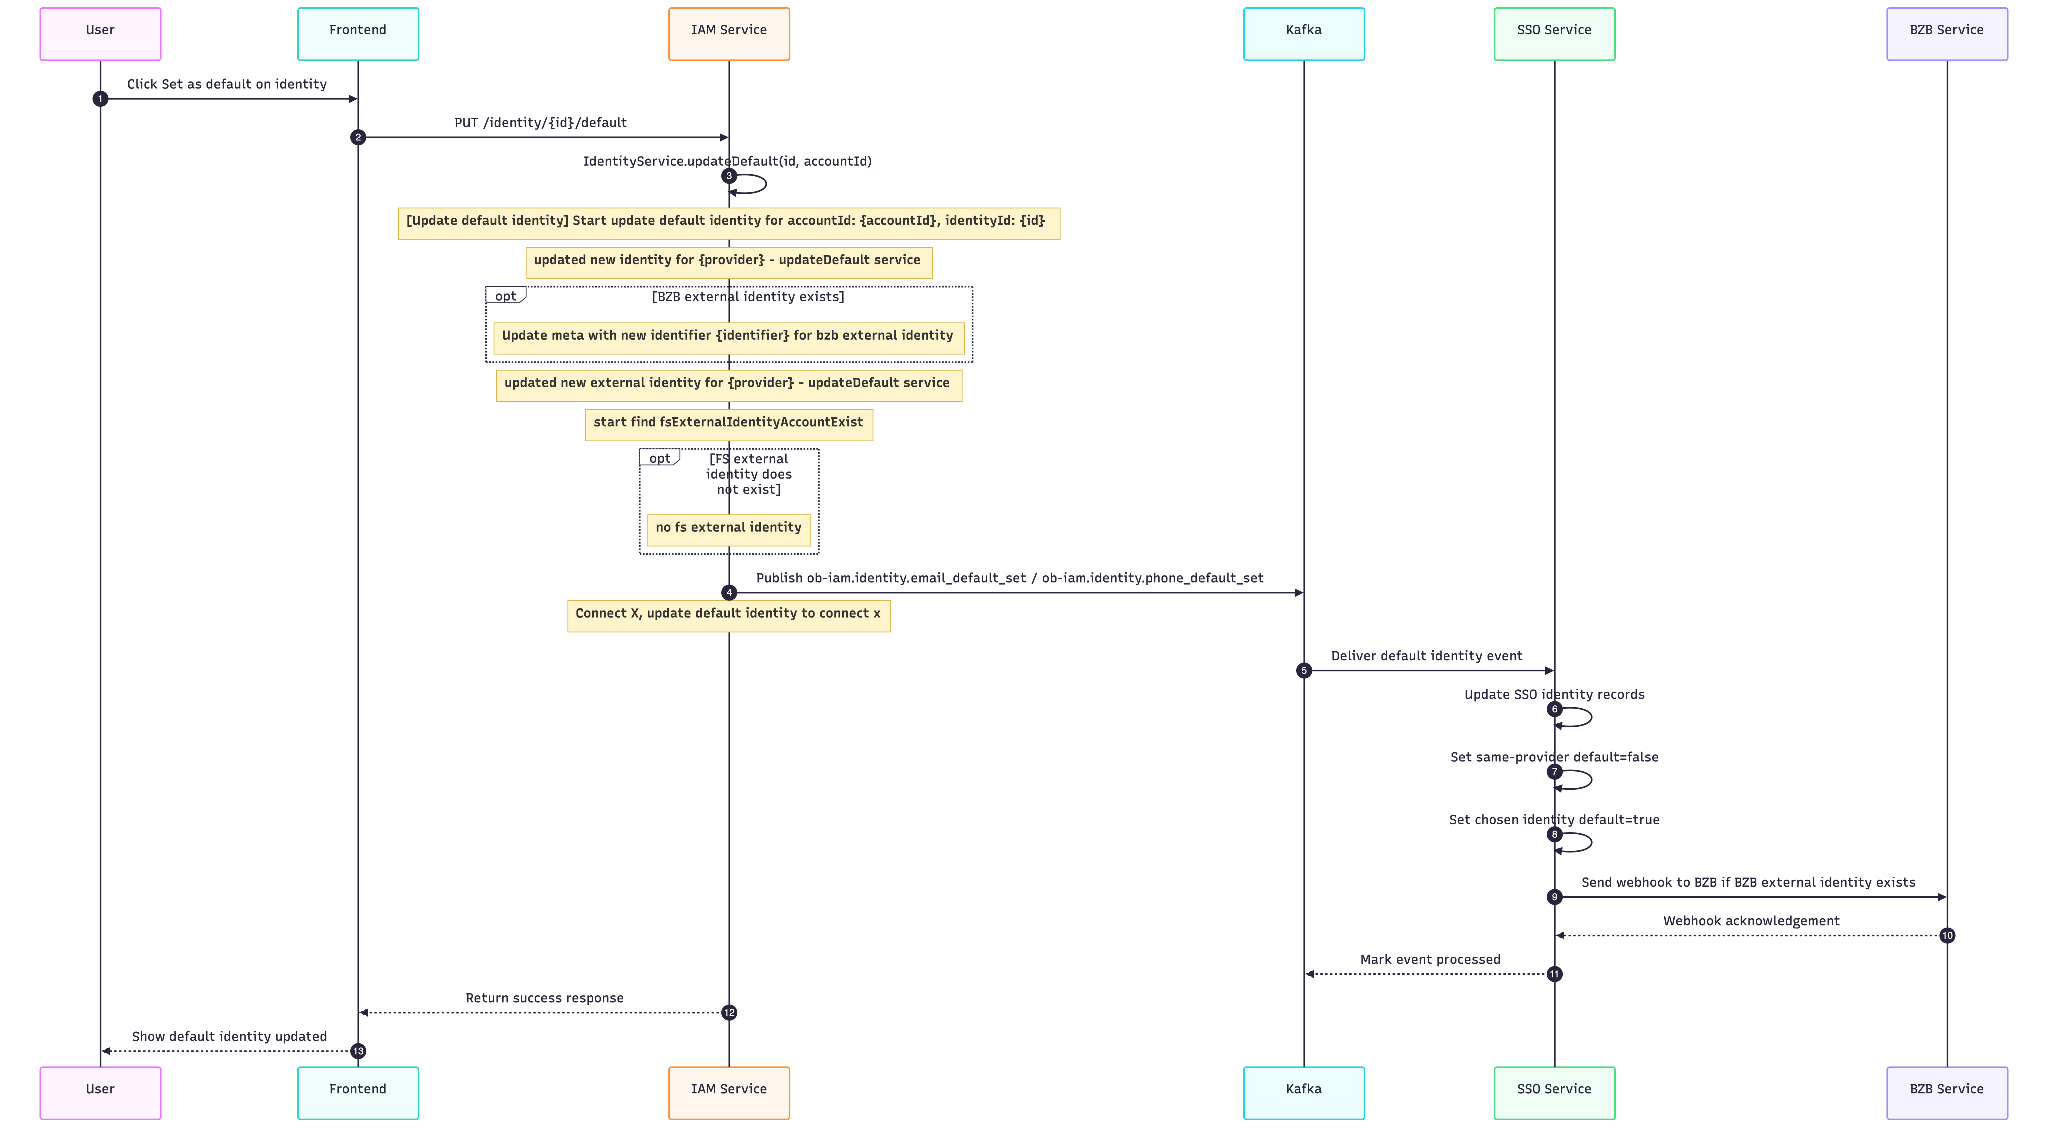 User
Frontend
IAM Service
Kafka
SSO Service
BZB Service
Click Set as default on identity
1
PUT /identity/{id}/default
2
IdentityService.updateDefault(id, accountId)
3
[Update default identity] Start update default identity for accountId: {accountId}, identityId: {id}
updated new identity for {provider} - updateDefault service
opt
[BZB external identity exists]
Update meta with new identifier {identifier} for bzb external identity
updated new external identity for {provider} - updateDefault service
start find fsExternalIdentityAccountExist
opt
[FS external
identity does
not exist]
no fs external identity
Publish ob-iam.identity.email_default_set / ob-iam.identity.phone_default_set
4
Connect X, update default identity to connect x
Deliver default identity event
5
Update SSO identity records
6
Set same-provider default=false
7
Set chosen identity default=true
8
Send webhook to BZB if BZB external identity exists
9
Webhook acknowledgement
10
Mark event processed
11
Return success response
12
Show default identity updated
13
User
Frontend
IAM Service
Kafka
SSO Service
BZB Service